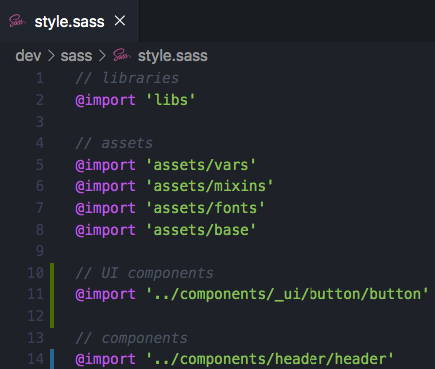 style.sass ×
dev > sass > style.sass
1 // libraries
2 @import 'libs'
3
4 // assets
5 @import 'assets/vars'
6 @import 'assets/mixins'
7 @import 'assets/fonts'
8 @import 'assets/base'
9
10 // UI components
11 @import '../components/_ui/button/button'
12
13 // components
14 @import '../components/header/header'